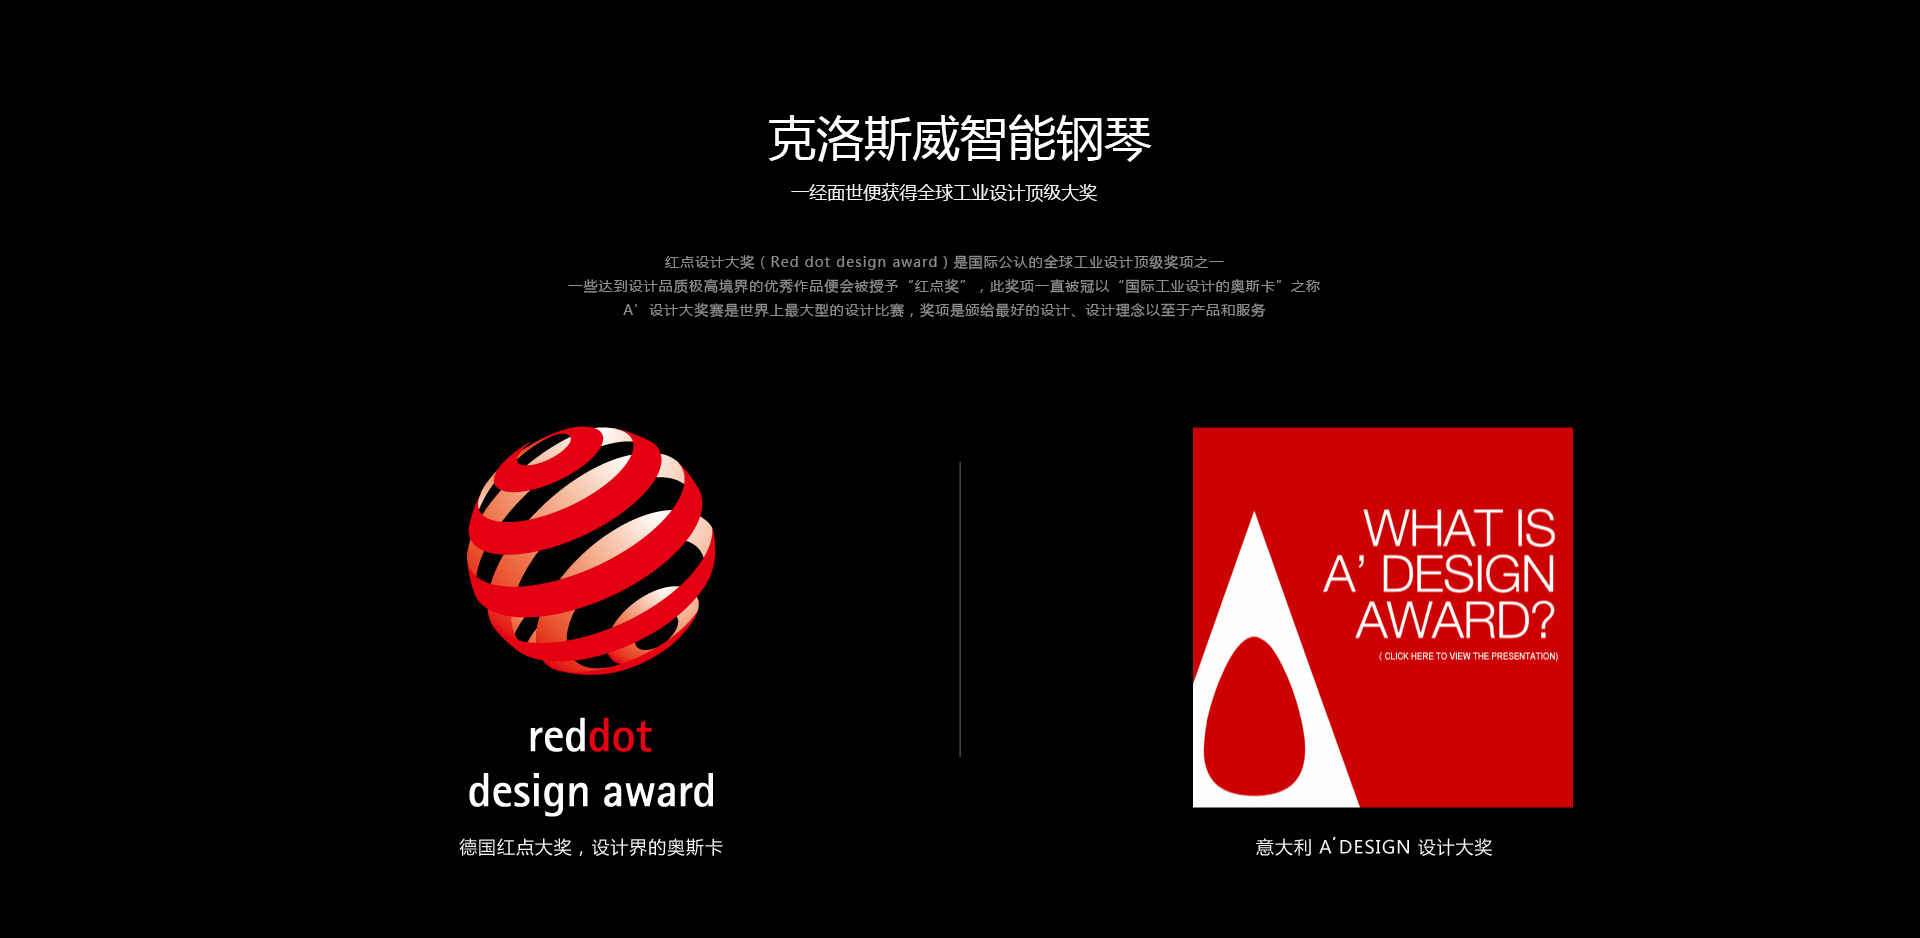 克洛斯威智能钢琴
一经面世便获得全球工业设计顶级大奖
红点设计大奖（Red dot design award）是国际公认的全球工业设计顶级奖项之一
一些达到设计品质极高境界的优秀作品便会被授予“红点奖”，此奖项一直被冠以“国际工业设计的奥斯卡”之称
A’ 设计大奖赛是世界上最大型的设计比赛，奖项是颁给最好的设计、设计理念以至于产品和服务
reddot
design award
德国红点大奖，设计界的奥斯卡
WHAT IS
A’ DESIGN
AWARD?
( CLICK HERE TO VIEW THE PRESENTATION)
意大利 A’DESIGN 设计大奖